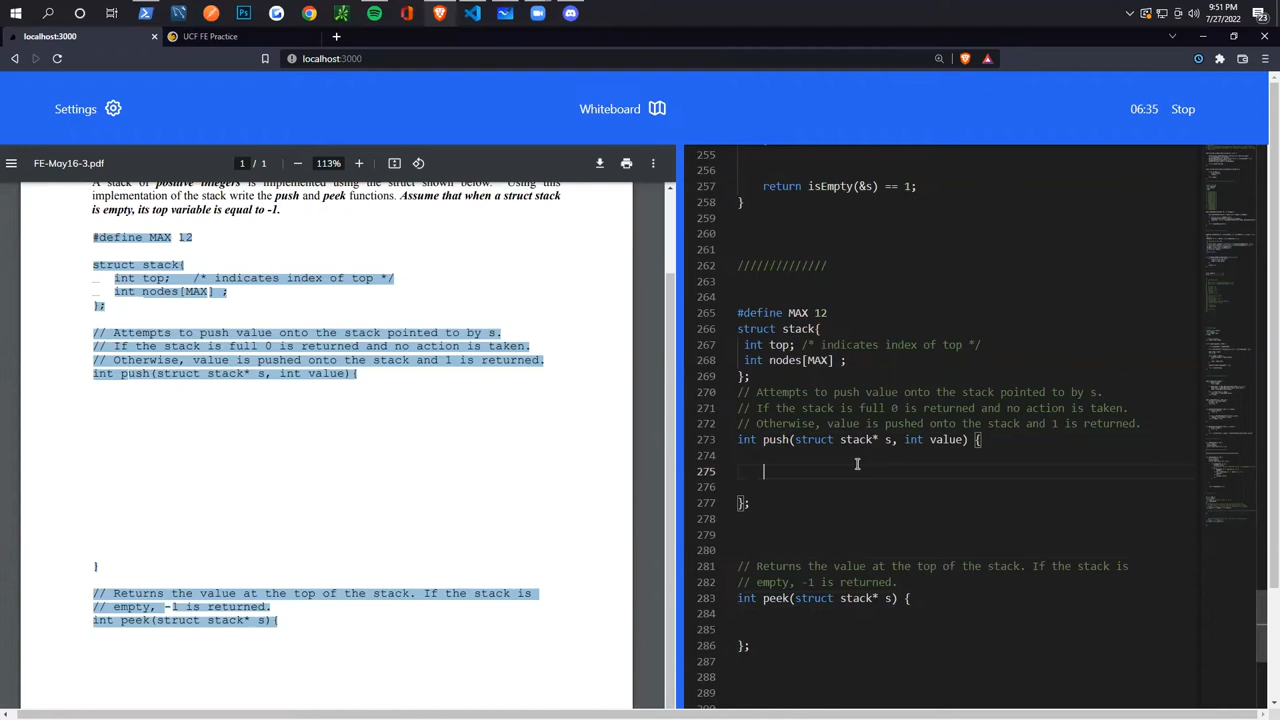 9:51 PM
7/27/2022
23
localhost:3000
UCF FE Practice
localhost:3000
Settings
Whiteboard
06:35 Stop
FE-May16-3.pdf
1 / 1
113%
A stack of positive integers is implemented using the struct shown below. Using this
implementation of the stack write the push and peek functions. Assume that when a struct stack
is empty, its top variable is equal to -1.
#define MAX 12
struct stack{
int top; /* indicates index of top */
int nodes[MAX] ;
};
// Attempts to push value onto the stack pointed to by s.
// If the stack is full 0 is returned and no action is taken.
// Otherwise, value is pushed onto the stack and 1 is returned.
int push(struct stack* s, int value){
}
// Returns the value at the top of the stack. If the stack is
// empty, -1 is returned.
int peek(struct stack* s){
255
256
257 return isEmpty(&s) == 1;
258 }
259
260
261
262 //////////////
263
264
265 #define MAX 12
266 struct stack{
267 int top; /* indicates index of top */
268 int nodes[MAX] ;
269 };
270 // Attempts to push value onto the stack pointed to by s.
271 // If the stack is full 0 is returned and no action is taken.
272 // Otherwise, value is pushed onto the stack and 1 is returned.
273 int push(struct stack* s, int value) {
274
275
276
277 };
278
279
280
281 // Returns the value at the top of the stack. If the stack is
282 // empty, -1 is returned.
283 int peek(struct stack* s) {
284
285
286 };
287
288
289